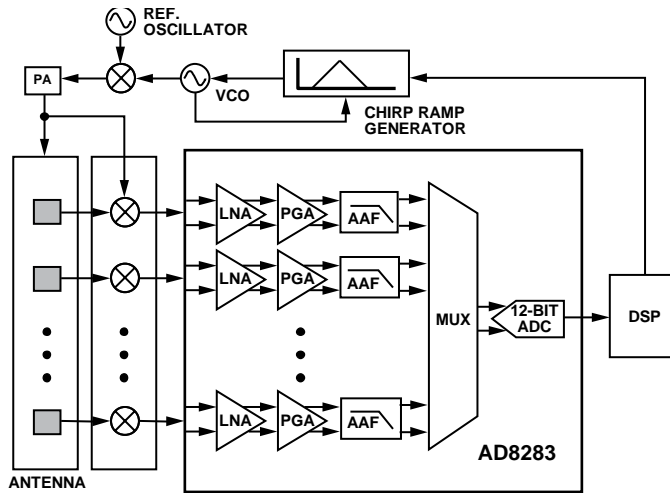 REF.
OSCILLATOR
PA
VCO
CHIRP RAMP
GENERATOR
LNA
PGA
AAF
LNA
PGA
AAF
MUX
12-BIT
ADC
DSP
LNA
PGA
AAF
AD8283
ANTENNA